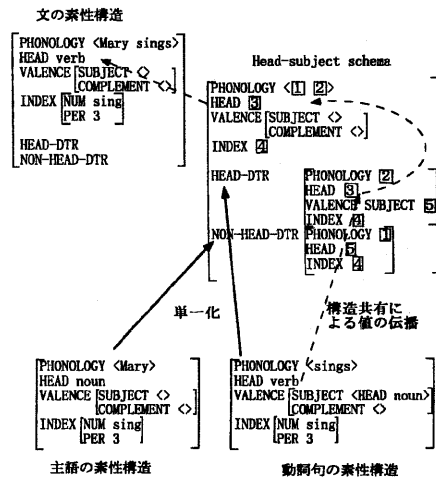 文の素性構造
PHONOLOGY <Mary sings>
HEAD verb
VALENCE SUBJECT <>
COMPLEMENT <>
INDEX NUM sing
PER 3
HEAD-DTR
NON-HEAD-DTR
Head-subject schema
PHONOLOGY <1 2>
HEAD 3
VALENCE SUBJECT <>
COMPLEMENT <>
INDEX 4
HEAD-DTR
PHONOLOGY 2
HEAD 3
VALENCE SUBJECT 5
INDEX 4
NON-HEAD-DTR
PHONOLOGY 1
HEAD 5
INDEX 4
単一化
構造共有に
よる値の伝播
PHONOLOGY <Mary>
HEAD noun
VALENCE SUBJECT <>
COMPLEMENT <>
INDEX NUM sing
PER 3
主語の素性構造
PHONOLOGY <sings>
HEAD verb
VALENCE SUBJECT <HEAD noun>
COMPLEMENT <>
INDEX NUM sing
PER 3
動詞句の素性構造